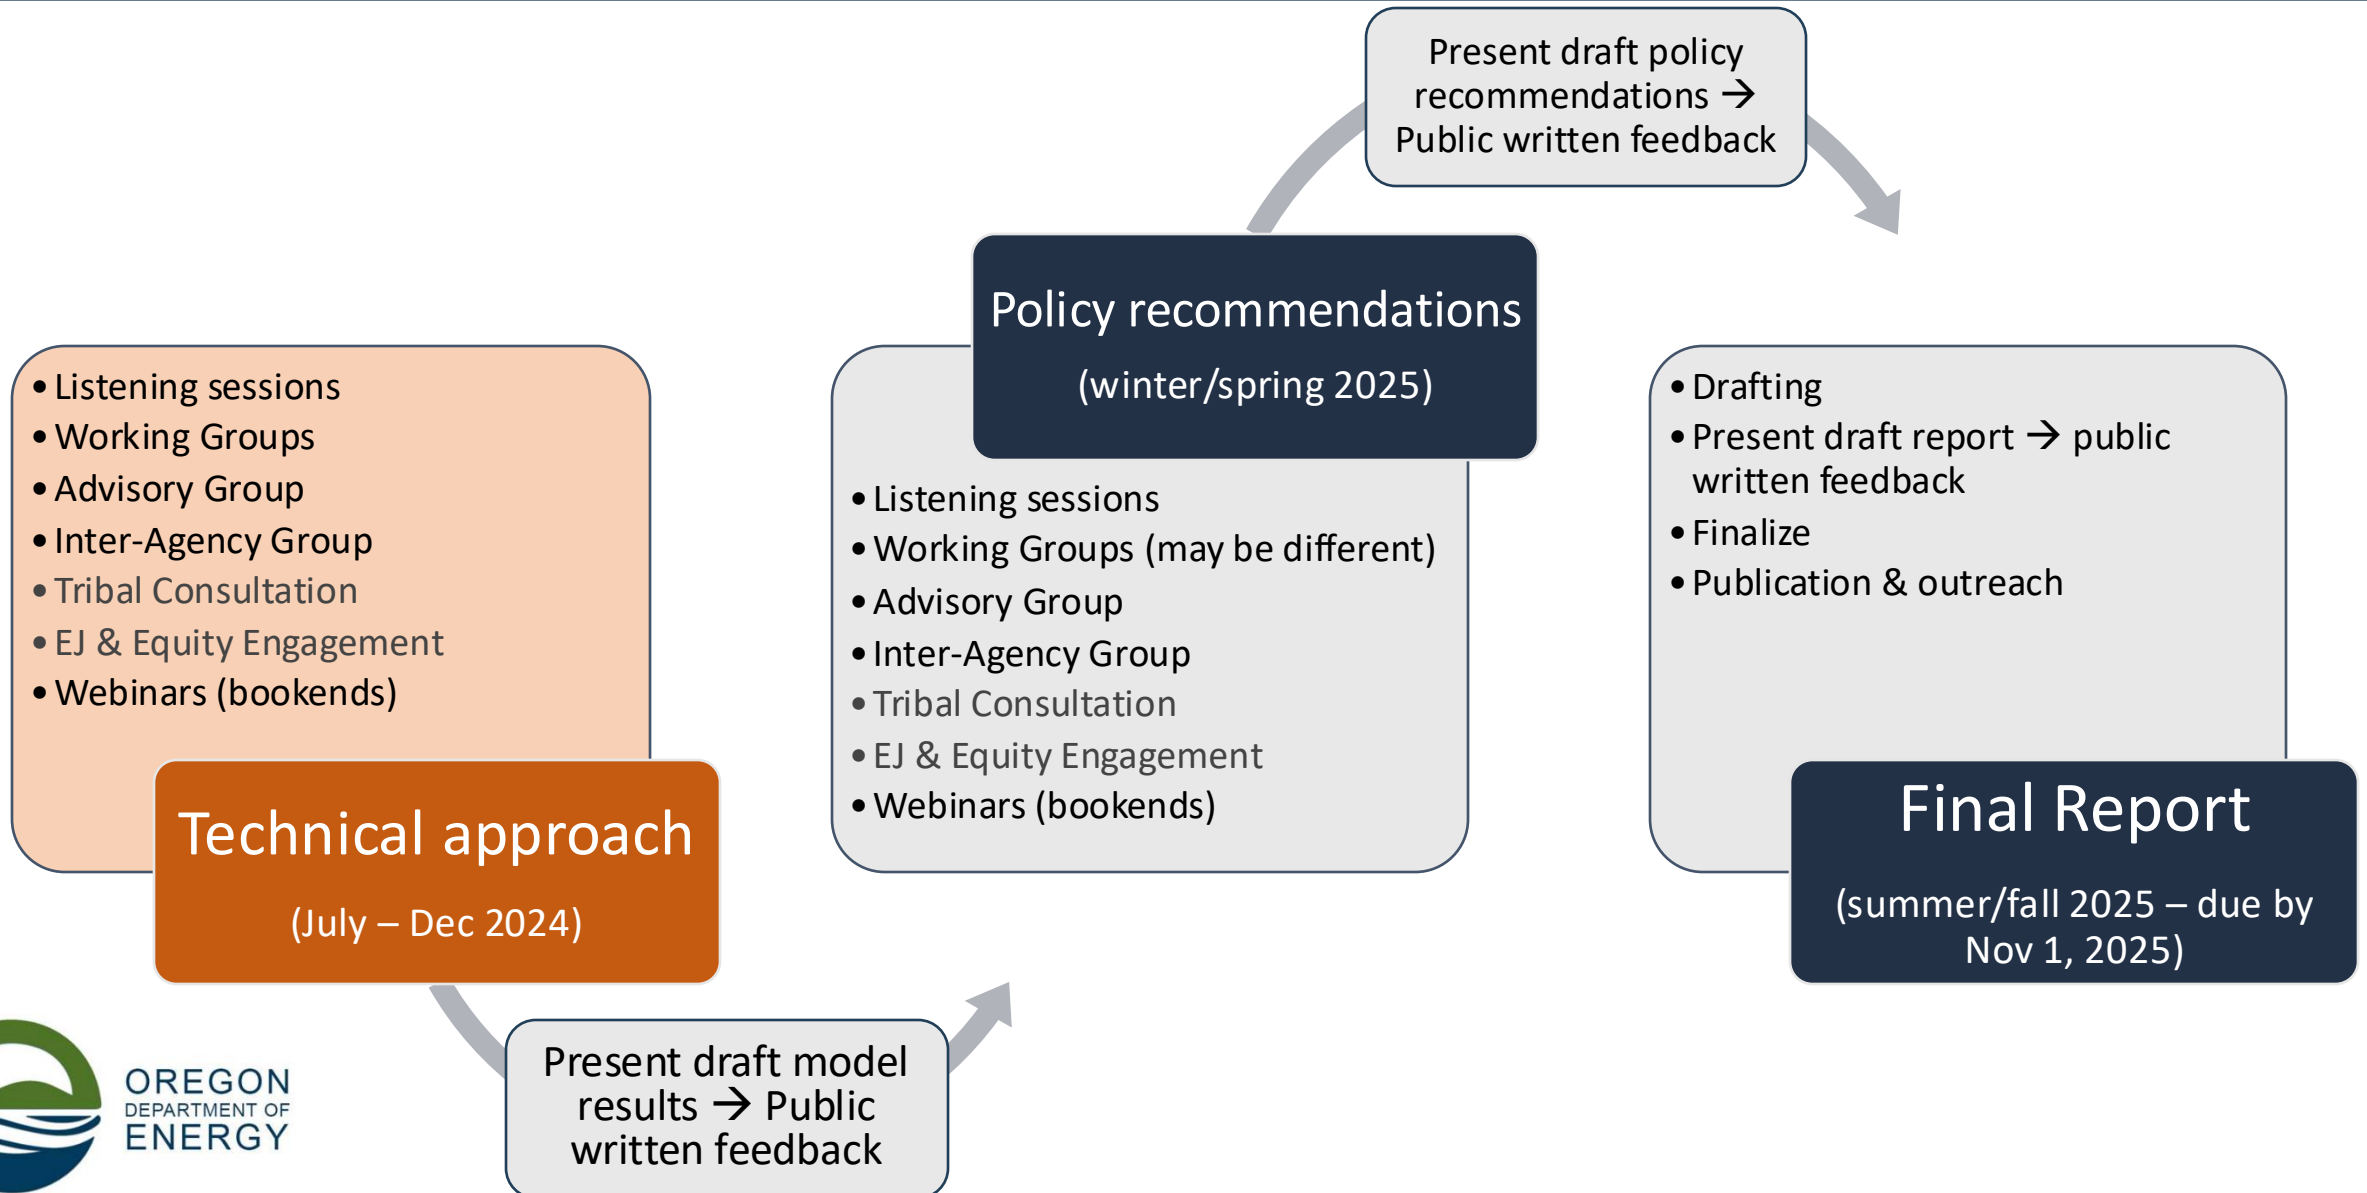 • Listening sessions
• Working Groups
• Advisory Group
• Inter-Agency Group
• Tribal Consultation
• EJ & Equity Engagement
• Webinars (bookends)
Technical approach
(July – Dec 2024)
Present draft model
results → Public
written feedback
Policy recommendations
(winter/spring 2025)
• Listening sessions
• Working Groups (may be different)
• Advisory Group
• Inter-Agency Group
• Tribal Consultation
• EJ & Equity Engagement
• Webinars (bookends)
Present draft policy
recommendations →
Public written feedback
• Drafting
• Present draft report → public
written feedback
• Finalize
• Publication & outreach
Final Report
(summer/fall 2025 – due by
Nov 1, 2025)
OREGON
DEPARTMENT OF
ENERGY